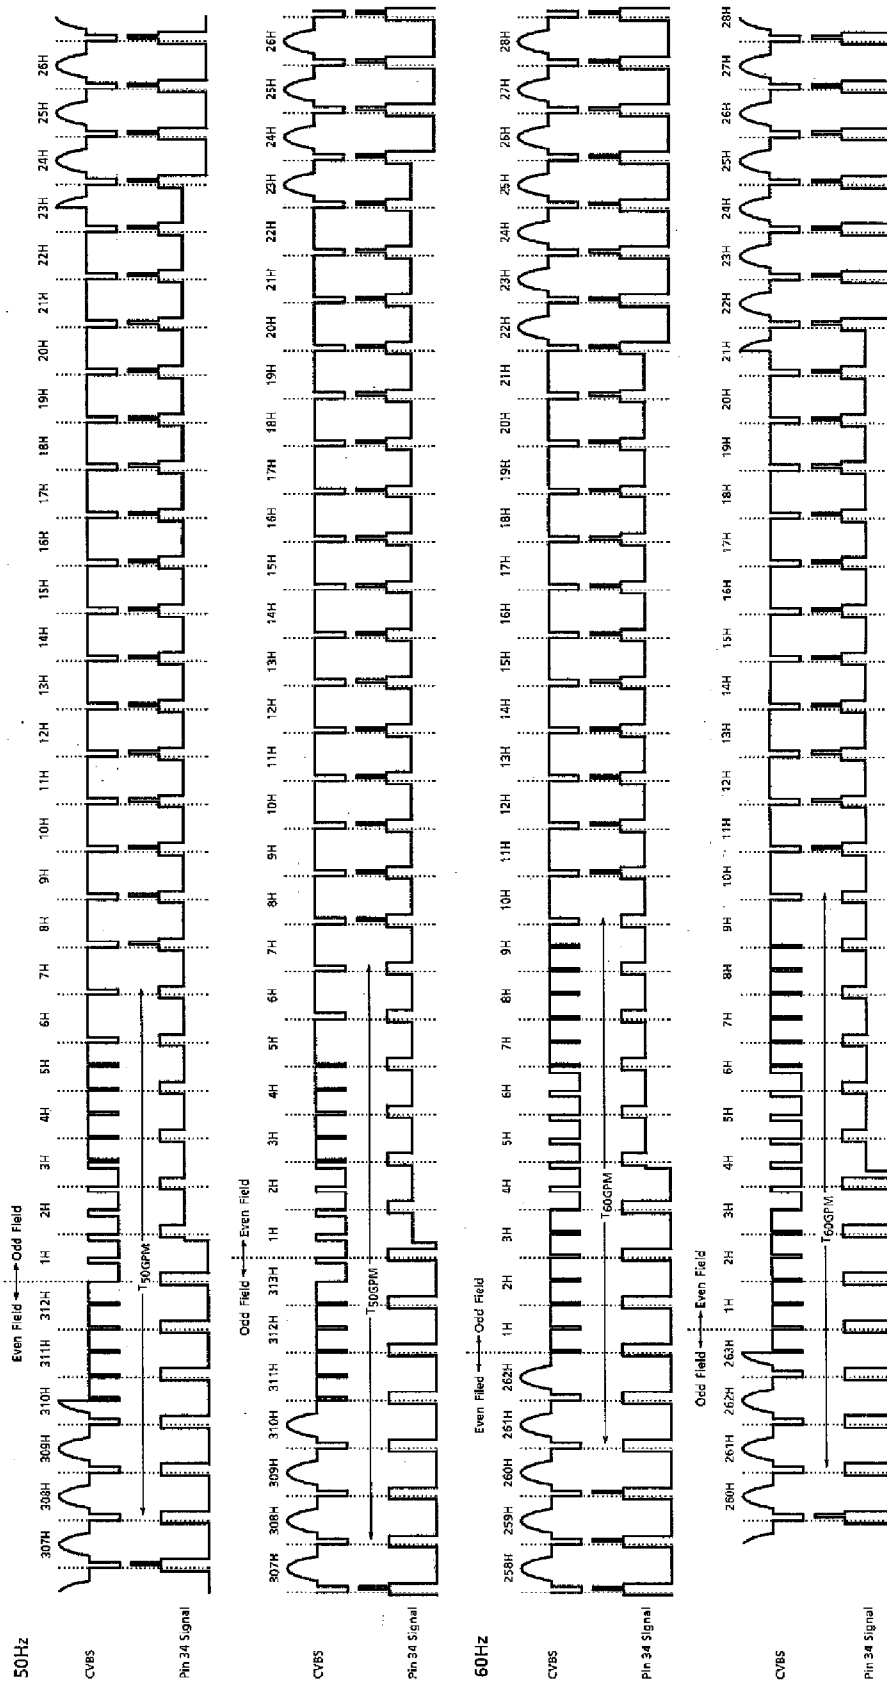 50Hz
Even Field Odd Field
307H 308H 309H 310H 311H 312H 1H 2H 3H 4H 5H 6H 7H 8H 9H 10H 11H 12H 13H 14H 15H 16H 17H 18H 19H 20H 21H 22H 23H 24H 25H 26H
CVBS
T50GPM
Pin 34 Signal
Odd Field Even Field
307H 308H 309H 310H 311H 312H 313H 1H 2H 3H 4H 5H 6H 7H 8H 9H 10H 11H 12H 13H 14H 15H 16H 17H 18H 19H 20H 21H 22H 23H 24H 25H 26H
CVBS
T50GPM
Pin 34 Signal
60Hz
Even Filed Odd Field
258H 259H 260H 261H 262H 1H 2H 3H 4H 5H 6H 7H 8H 9H 10H 11H 12H 13H 14H 15H 16H 17H 18H 19H 20H 21H 22H 23H 24H 25H 26H 27H 28H
CVBS
T60GPM
Pin 34 Signal
Odd Field Even Field
260H 261H 262H 263H 1H 2H 3H 4H 5H 6H 7H 8H 9H 10H 11H 12H 13H 14H 15H 16H 17H 18H 19H 20H 21H 22H 23H 24H 25H 26H 27H 28H
CVBS
T60GPM
Pin 34 Signal